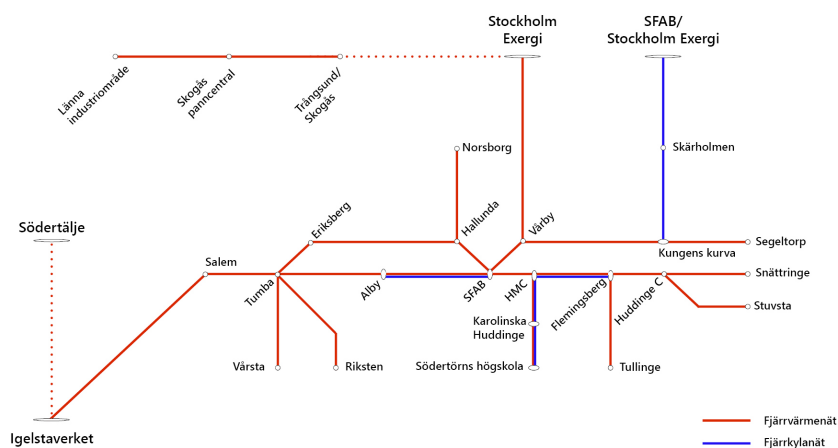 Stockholm
Exergi
SFAB/
Stockholm Exergi
Länna
industriområde
Skogås
panncentral
Trångsund/
Skogås
Norsborg
Skärholmen
Södertälje
Eriksberg
Hallunda
Vårby
Segeltorp
Kungens kurva
Salem
Tumba
Alby
SFAB
HMC
Flemingsberg
Huddinge C
Snättringe
Stuvsta
Karolinska
Huddinge
Vårsta
Riksten
Södertörns högskola
Tullinge
Igelstaverket
Fjärrvärmenät
Fjärrkylanät